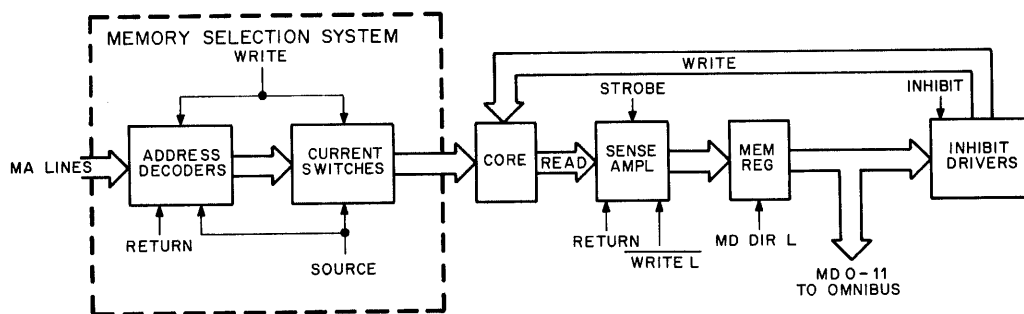 MEMORY SELECTION SYSTEM
WRITE
WRITE
STROBE
INHIBIT
MA LINES
ADDRESS
DECODERS
CURRENT
SWITCHES
CORE
READ
SENSE
AMPL
MEM
REG
INHIBIT
DRIVERS
RETURN
SOURCE
RETURN
WRITE L
MD DIR L
MD 0-11
TO OMNIBUS